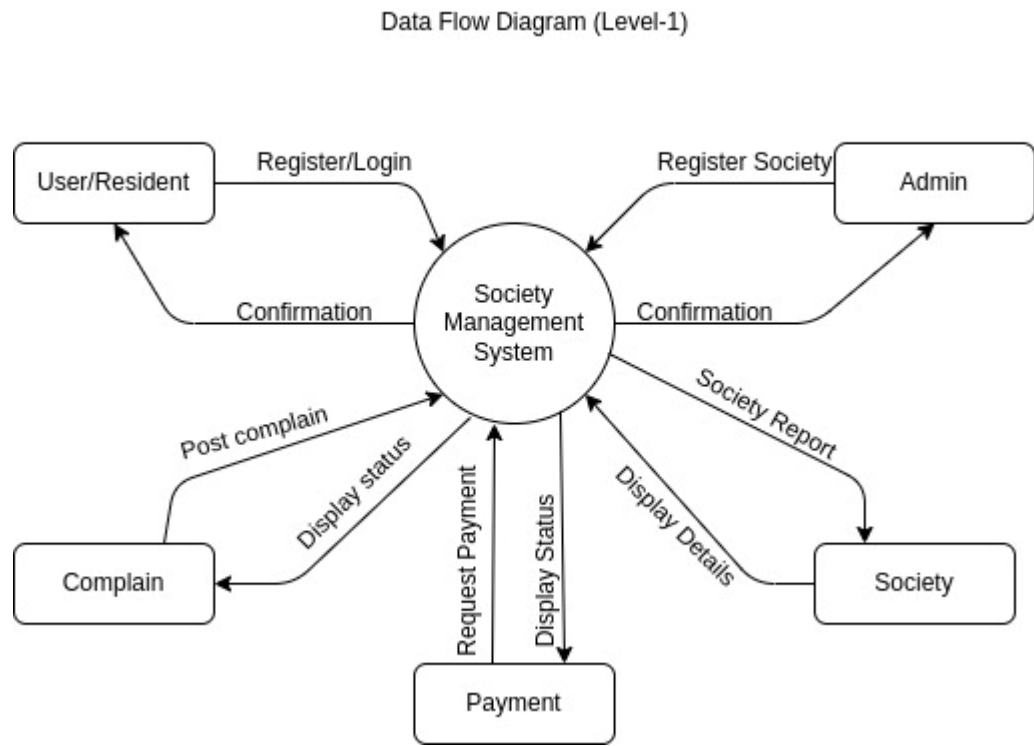 Data Flow Diagram (Level-1)
User/Resident
Register/Login
Register Society
Admin
Confirmation
Society
Management
System
Confirmation
Post complain
Display status
Request Payment
Display Status
Display Details
Society Report
Complain
Payment
Society